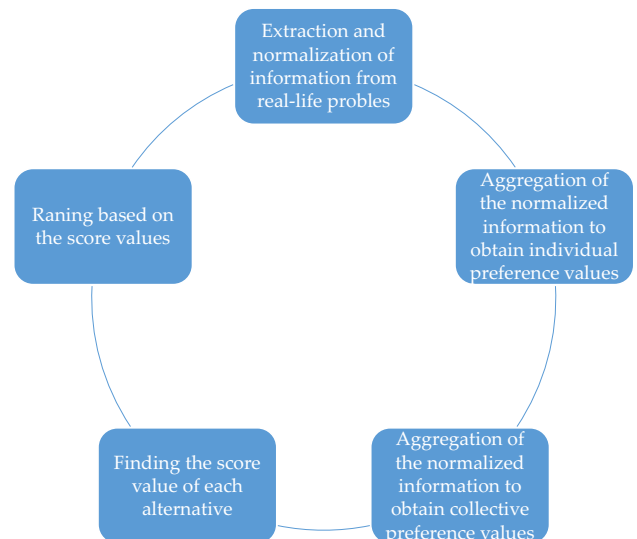 Extraction and
normalization of
information from
real-life probles
Aggregation of
the normalized
information to
obtain individual
preference values
Aggregation of
the normalized
information to
obtain collective
preference values
Finding the score
value of each
alternative
Raning based on
the score values